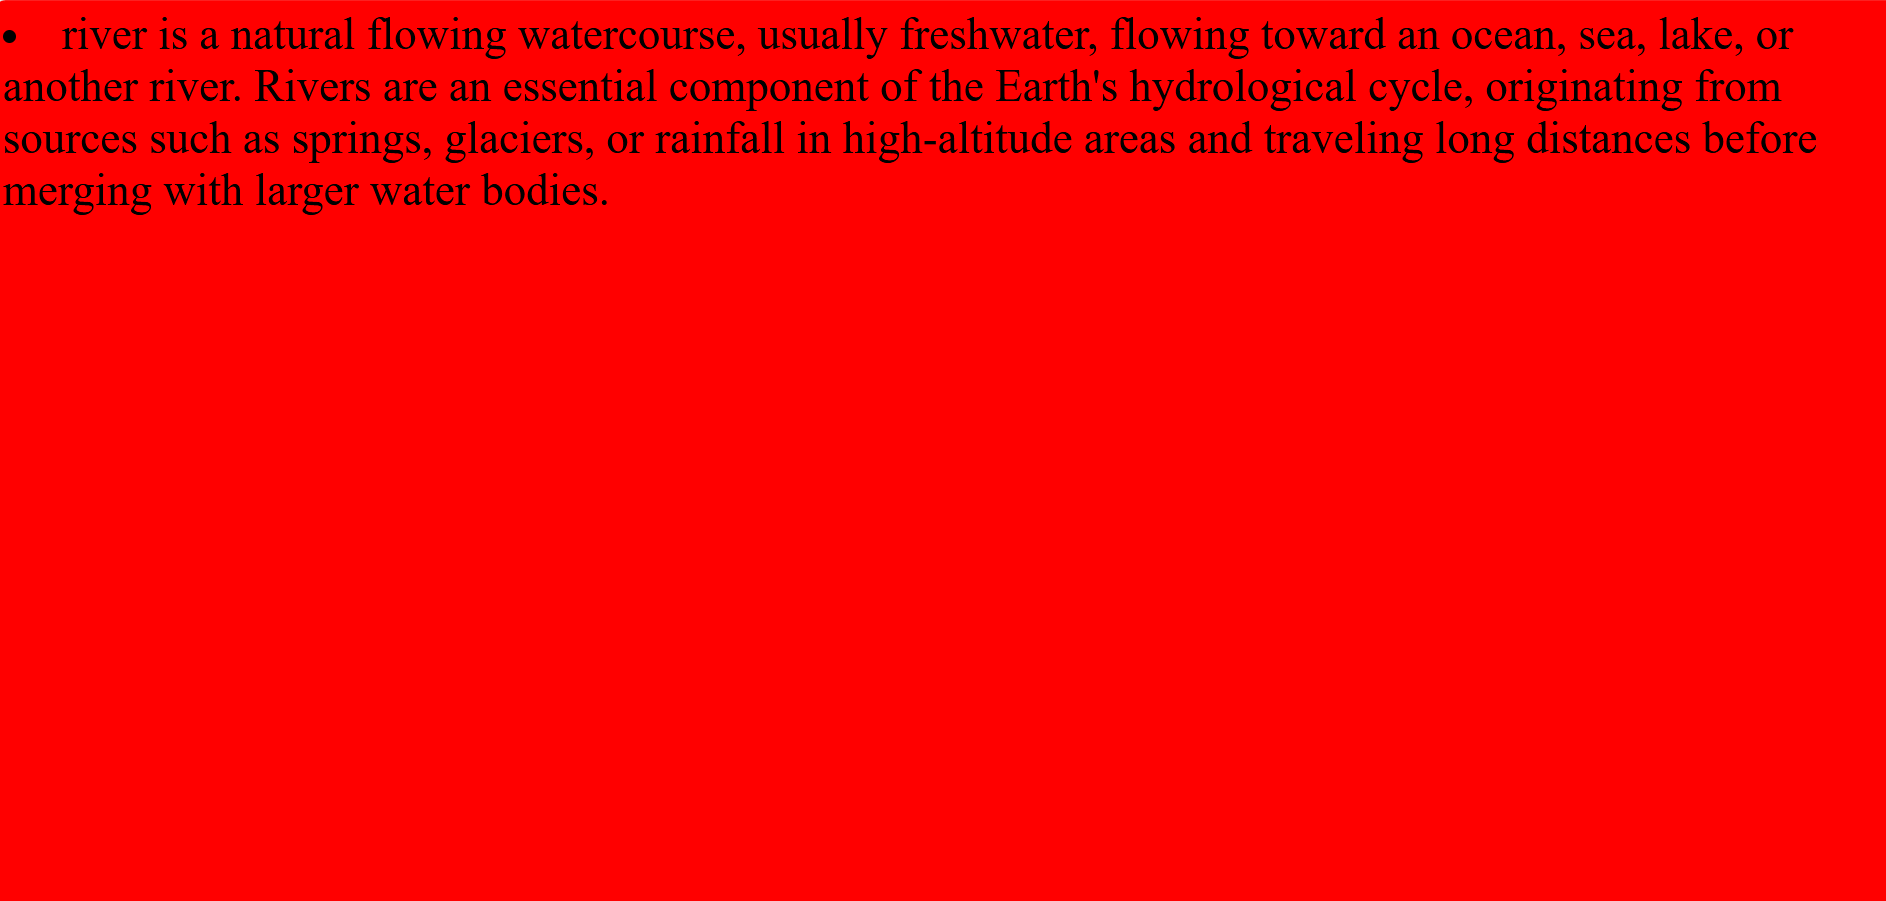 • river is a natural flowing watercourse, usually freshwater, flowing toward an ocean, sea, lake, or
another river. Rivers are an essential component of the Earth's hydrological cycle, originating from
sources such as springs, glaciers, or rainfall in high-altitude areas and traveling long distances before
merging with larger water bodies.